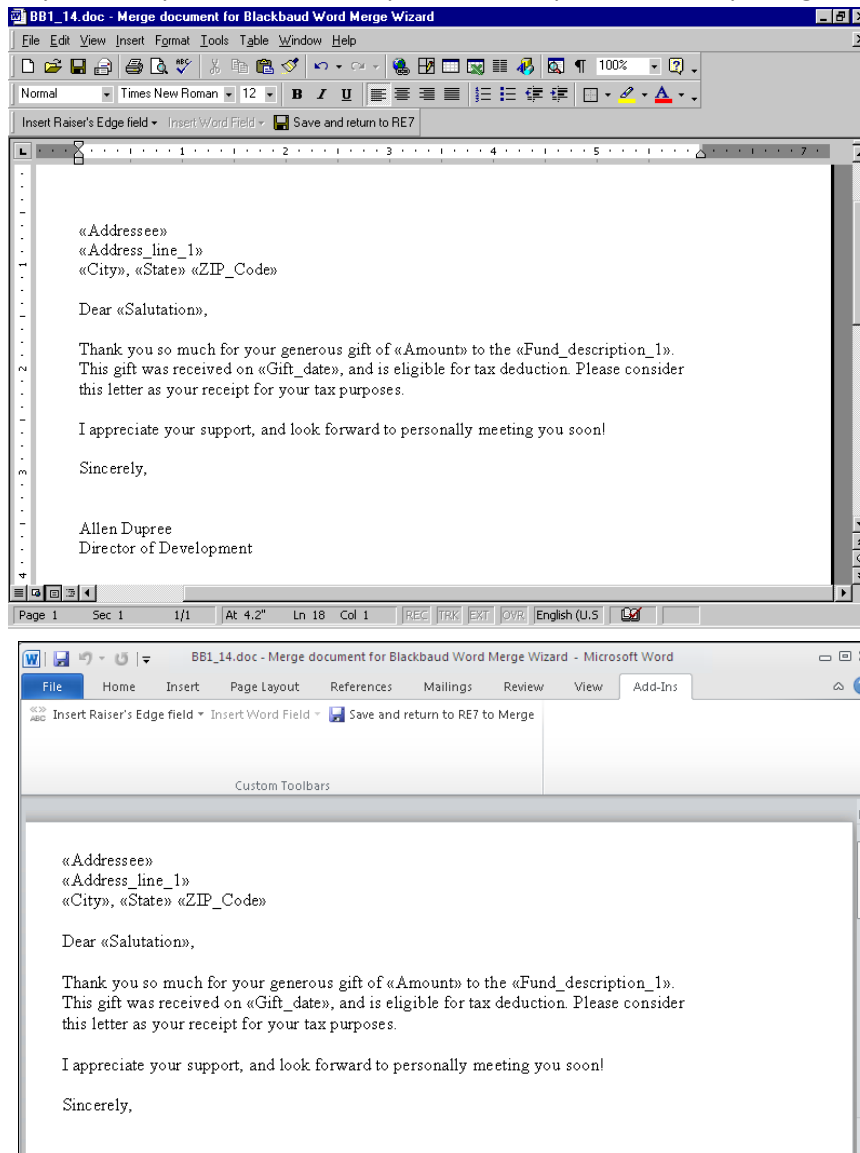 BB1_14.doc - Merge document for Blackbaud Word Merge Wizard
File Edit View Insert Format Tools Table Window Help
100%
Normal Times New Roman 12 B I U A
Insert Raiser's Edge field Insert Word Field Save and return to RE7
1 2 3 4 5 7
«Addressee»
«Address_line_1»
«City», «State» «ZIP_Code»
Dear «Salutation»,
Thank you so much for your generous gift of «Amount» to the «Fund_description_1».
This gift was received on «Gift_date», and is eligible for tax deduction. Please consider
this letter as your receipt for your tax purposes.
I appreciate your support, and look forward to personally meeting you soon!
Sincerely,
Allen Dupree
Director of Development
Page 1 Sec 1 1/1 At 4.2" Ln 18 Col 1 REC TRK EXT OVR English (U.S
BB1_14.doc - Merge document for Blackbaud Word Merge Wizard - Microsoft Word
File Home Insert Page Layout References Mailings Review View Add-Ins
ABC Insert Raiser's Edge field Insert Word Field Save and return to RE7 to Merge
Custom Toolbars
«Addressee»
«Address_line_1»
«City», «State» «ZIP_Code»
Dear «Salutation»,
Thank you so much for your generous gift of «Amount» to the «Fund_description_1».
This gift was received on «Gift_date», and is eligible for tax deduction. Please consider
this letter as your receipt for your tax purposes.
I appreciate your support, and look forward to personally meeting you soon!
Sincerely,